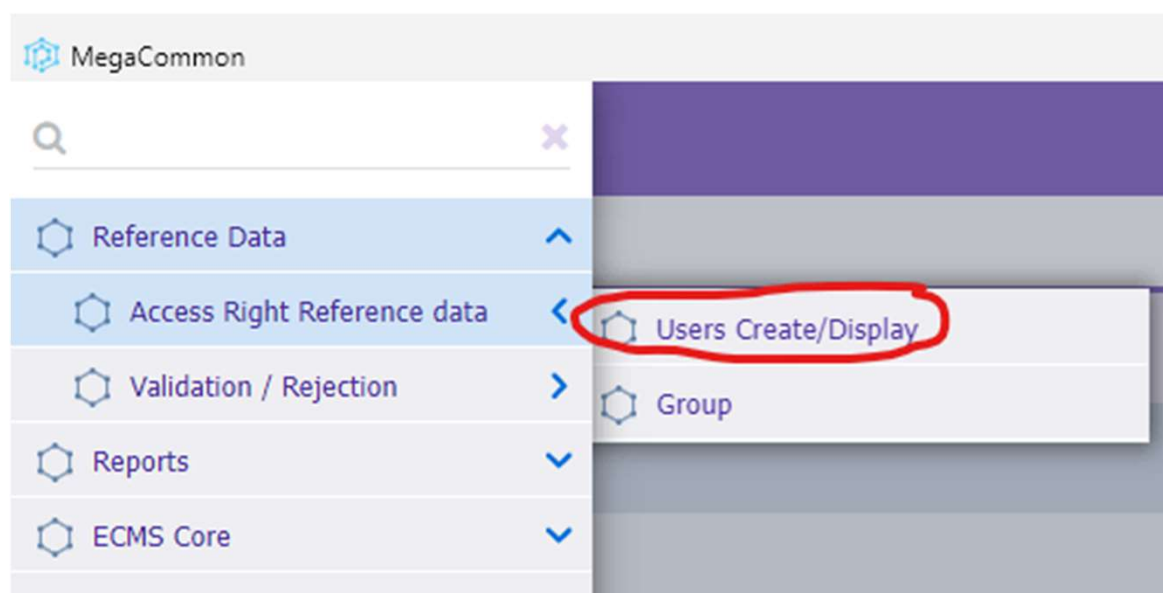 MegaCommon
Reference Data
Access Right Reference data
Users Create/Display
Validation / Rejection
Group
Reports
ECMS Core